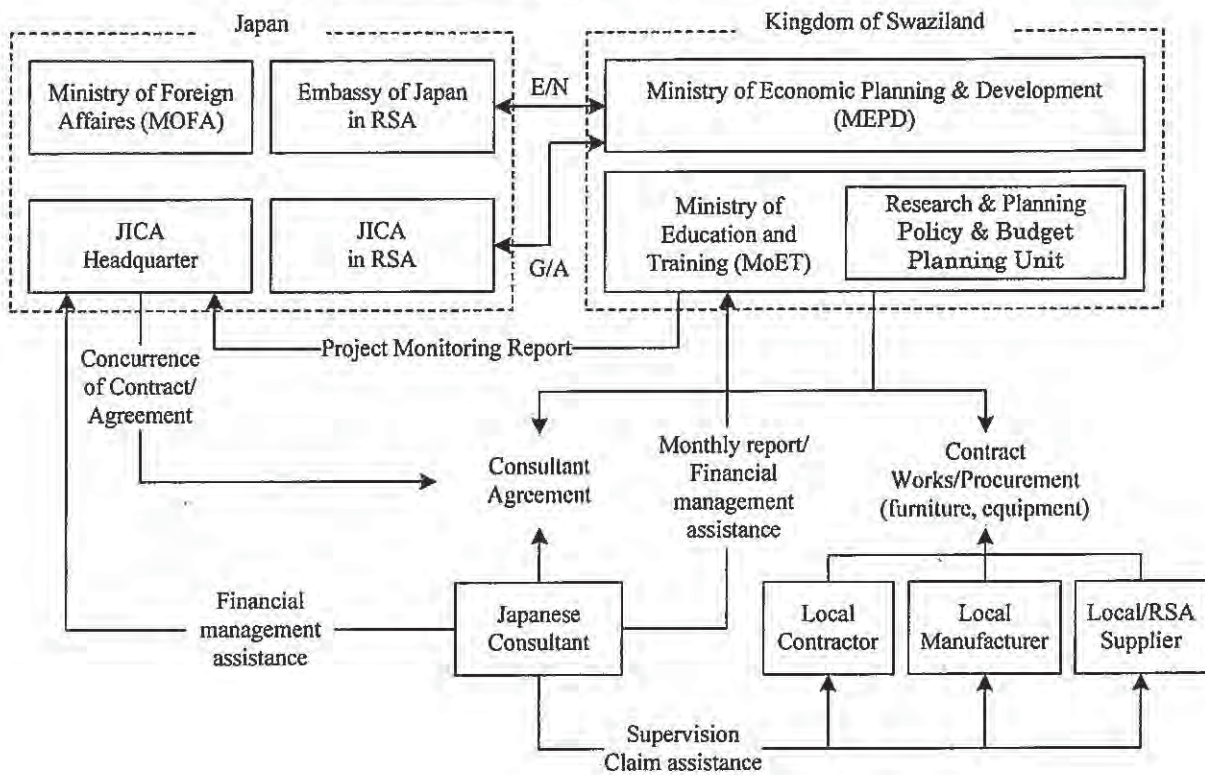 Japan
Kingdom of Swaziland
Ministry of Foreign
Affaires (MOFA)
Embassy of Japan
in RSA
E/N
Ministry of Economic Planning & Development
(MEPD)
JICA
Headquarter
JICA
in RSA
G/A
Ministry of
Education and
Training (MoET)
Research & Planning
Policy & Budget
Planning Unit
Project Monitoring Report
Concurrence
of Contract/
Agreement
Consultant
Agreement
Monthly report/
Financial
management
assistance
Contract
Works/Procurement
(furniture, equipment)
Financial
management
assistance
Japanese
Consultant
Local
Contractor
Local
Manufacturer
Local/RSA
Supplier
Supervision
Claim assistance